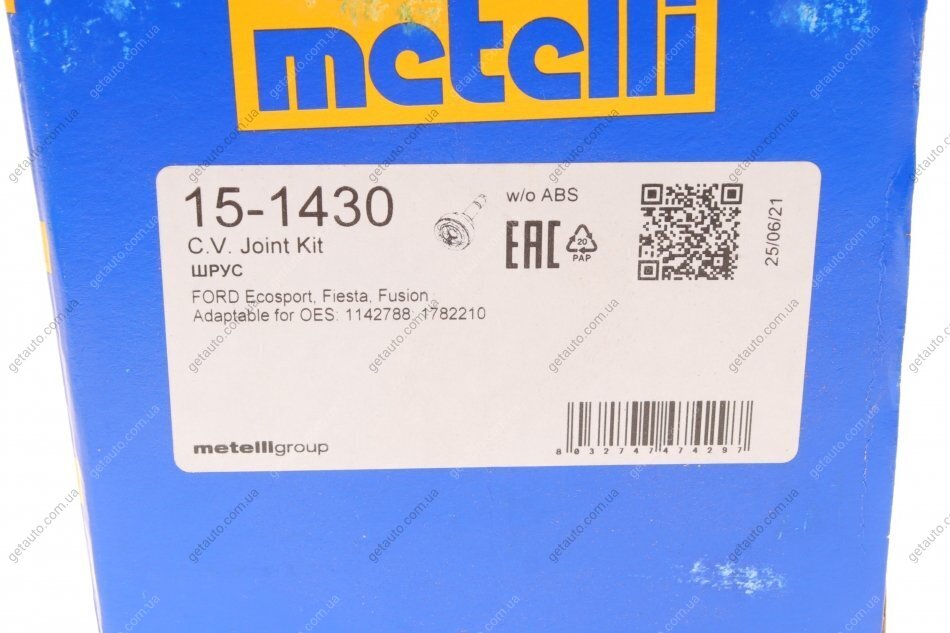 metelli
15-1430
w/o ABS
C.V. Joint Kit
ШРУС
EAC
20
PAP
25/06/21
FORD Ecosport, Fiesta, Fusion
Adaptable for OES: 1142788; 1782210
metelligroup
8032747474297
getauto.com.ua